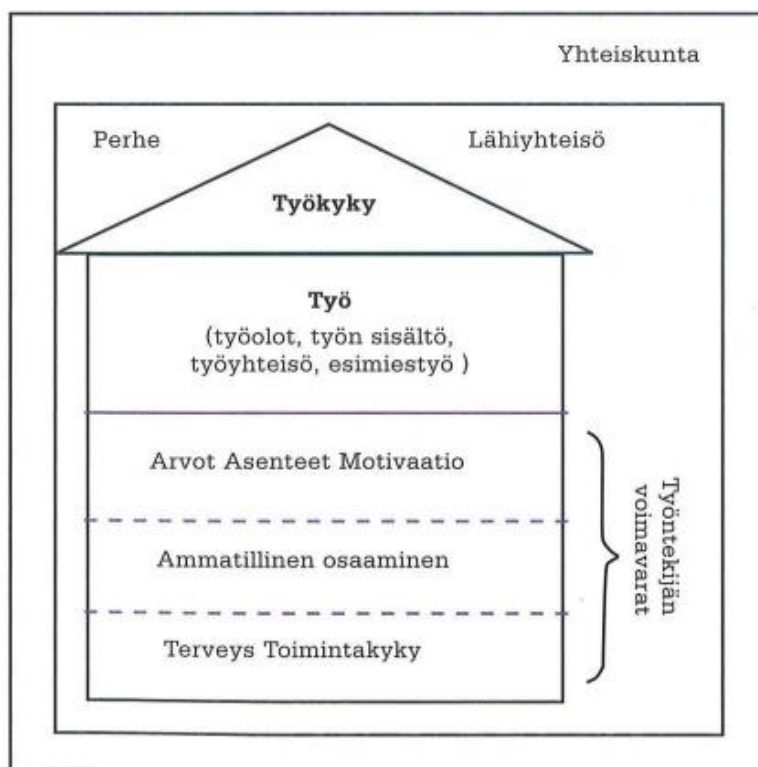 Yhteiskunta
Perhe
Lähiyhteisö
Työkyky
Työ
(työolot, työn sisältö,
työyhteisö, esimiestyö )
Arvot Asenteet Motivaatio
Ammatillinen osaaminen
Terveys Toimintakyky
Työntekijän
voimavarat